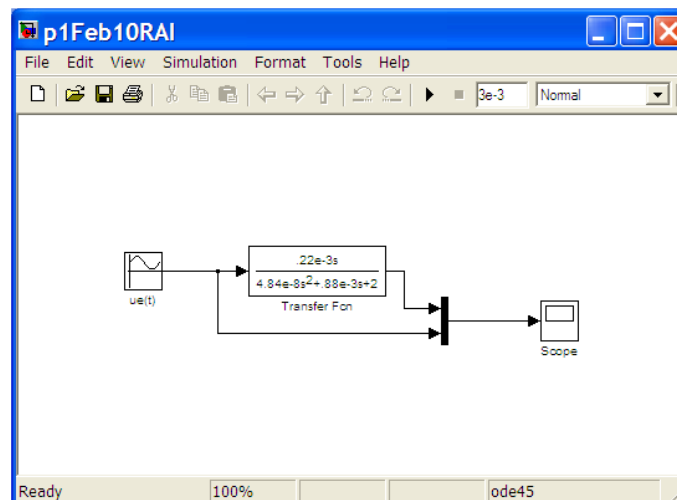 p1Feb10RAI
File Edit View Simulation Format Tools Help
3e-3 Normal
.22e-3s
4.84e-8s²+.88e-3s+2
ue(t)
Transfer Fcn
Scope
Ready 100% ode45